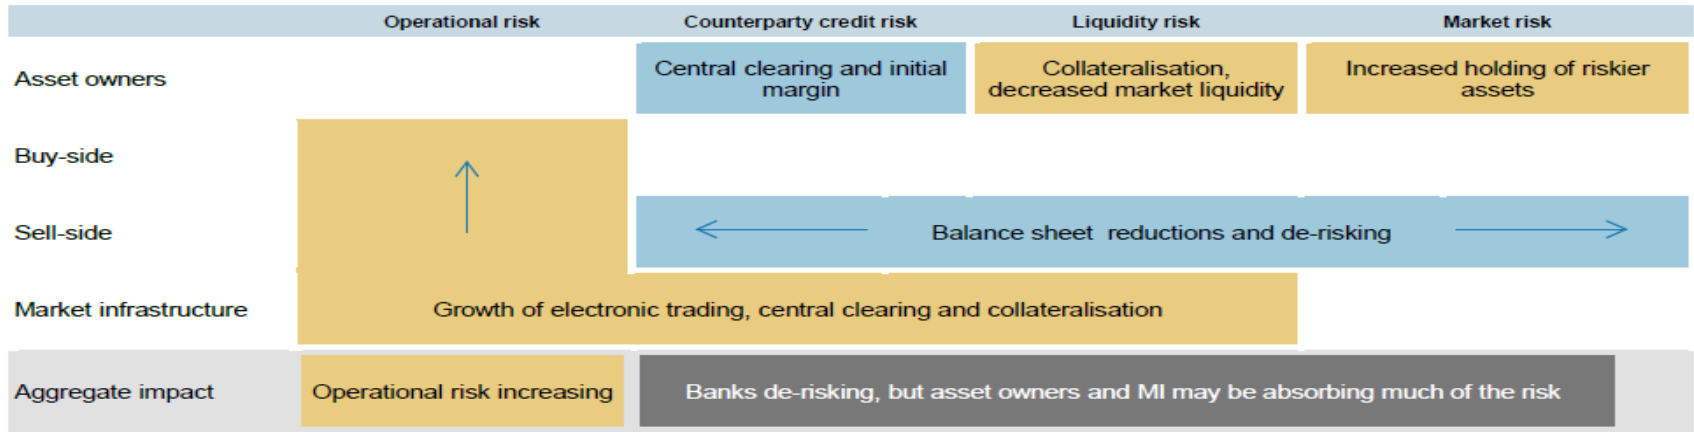 Operational risk
Counterparty credit risk
Liquidity risk
Market risk
Asset owners
Central clearing and initial
margin
Collateralisation,
decreased market liquidity
Increased holding of riskier
assets
Buy-side
Sell-side
Balance sheet reductions and de-risking
Market infrastructure
Growth of electronic trading, central clearing and collateralisation
Aggregate impact
Operational risk increasing
Banks de-risking, but asset owners and MI may be absorbing much of the risk